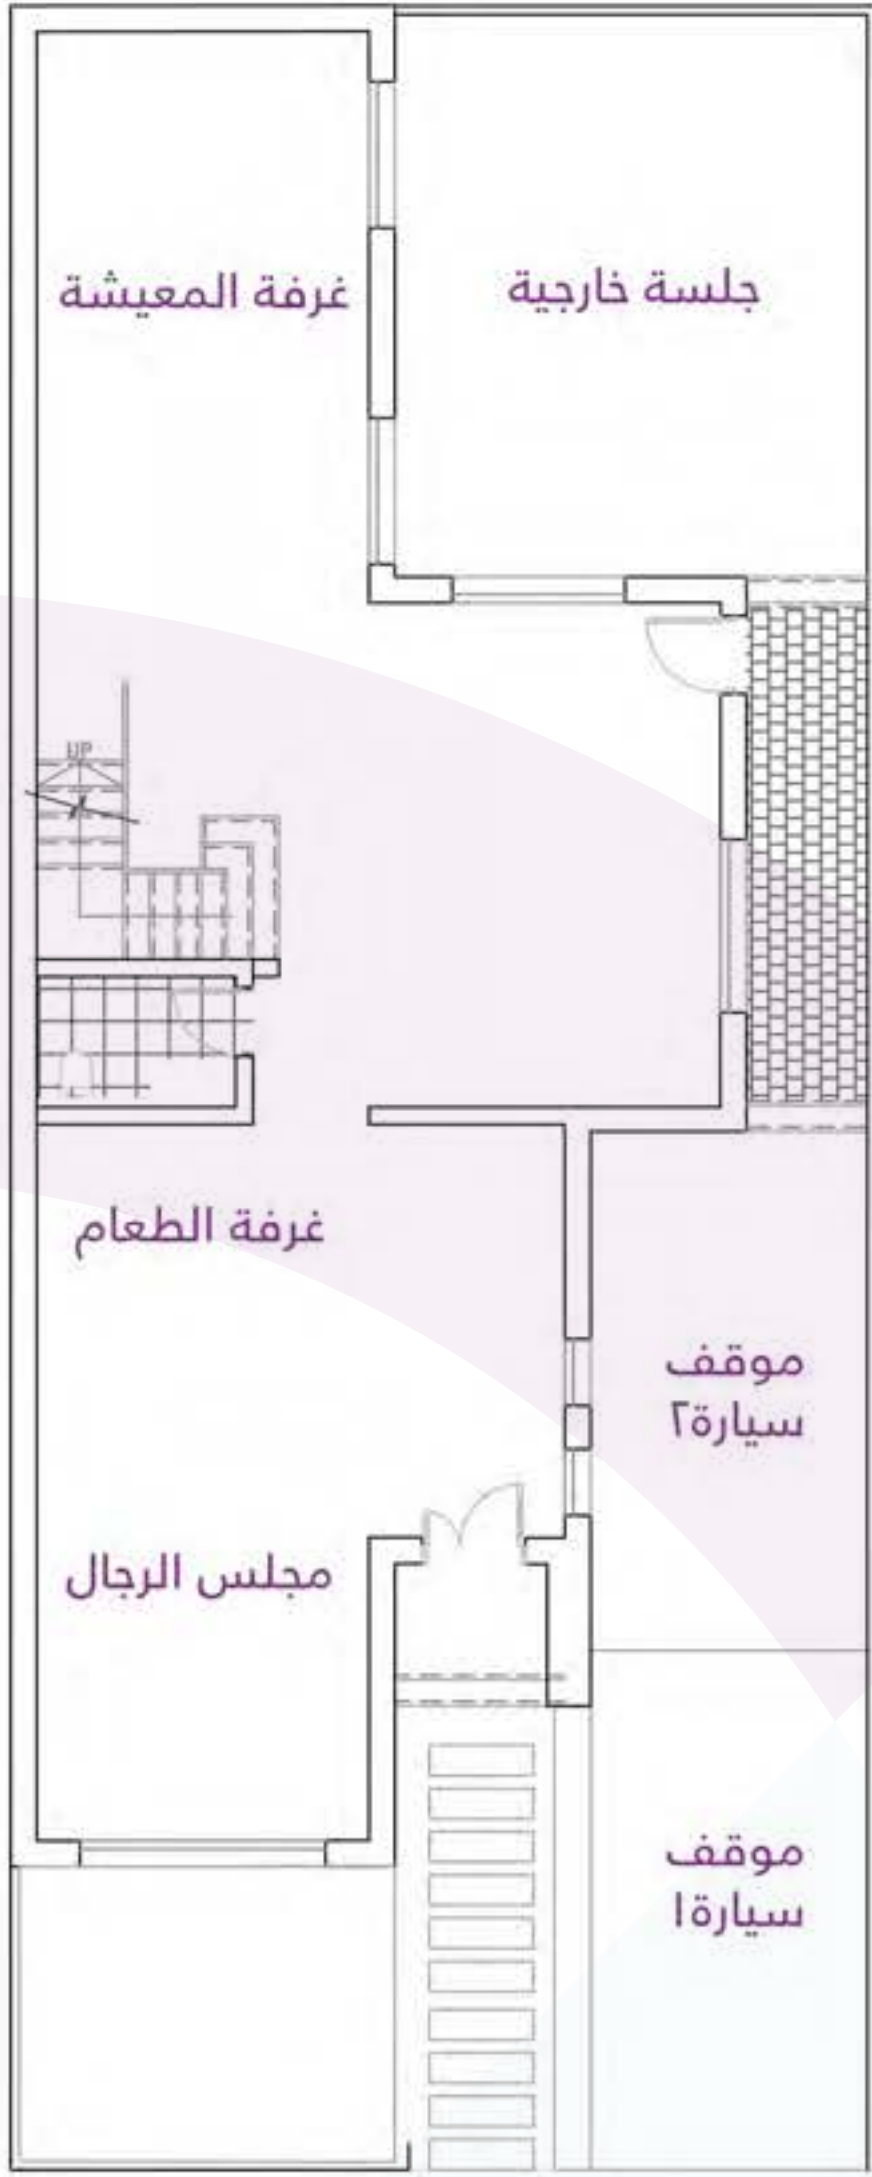 جلسة خارجية
غرفة المعيشة
UP
غرفة الطعام
موقف
سيارة٢
مجلس الرجال
موقف
سيارة١